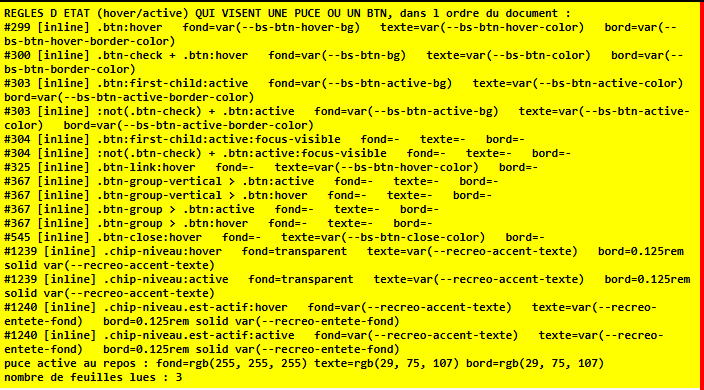 REGLES D ETAT (hover/active) QUI VISENT UNE PUCE OU UN BTN, dans l ordre du document :
#299 [inline] .btn:hover   fond=var(--bs-btn-hover-bg)   texte=var(--bs-btn-hover-color)   bord=var(--
bs-btn-hover-border-color)
#300 [inline] .btn-check + .btn:hover   fond=var(--bs-btn-bg)   texte=var(--bs-btn-color)   bord=var(--
bs-btn-border-color)
#303 [inline] .btn:first-child:active   fond=var(--bs-btn-active-bg)   texte=var(--bs-btn-active-color)
bord=var(--bs-btn-active-border-color)
#303 [inline] :not(.btn-check) + .btn:active   fond=var(--bs-btn-active-bg)   texte=var(--bs-btn-active-
color)   bord=var(--bs-btn-active-border-color)
#304 [inline] .btn:first-child:active:focus-visible   fond=-   texte=-   bord=-
#304 [inline] :not(.btn-check) + .btn:active:focus-visible   fond=-   texte=-   bord=-
#325 [inline] .btn-link:hover   fond=-   texte=var(--bs-btn-hover-color)   bord=-
#367 [inline] .btn-group-vertical > .btn:active   fond=-   texte=-   bord=-
#367 [inline] .btn-group-vertical > .btn:hover   fond=-   texte=-   bord=-
#367 [inline] .btn-group > .btn:active   fond=-   texte=-   bord=-
#367 [inline] .btn-group > .btn:hover   fond=-   texte=-   bord=-
#545 [inline] .btn-close:hover   fond=-   texte=var(--bs-btn-close-color)   bord=-
#1239 [inline] .chip-niveau:hover   fond=transparent   texte=var(--recreo-accent-texte)   bord=0.125rem
solid var(--recreo-accent-texte)
#1239 [inline] .chip-niveau:active   fond=transparent   texte=var(--recreo-accent-texte)   bord=0.125rem
solid var(--recreo-accent-texte)
#1240 [inline] .chip-niveau.est-actif:hover   fond=var(--recreo-accent-texte)   texte=var(--recreo-
entete-fond)   bord=0.125rem solid var(--recreo-entete-fond)
#1240 [inline] .chip-niveau.est-actif:active   fond=var(--recreo-accent-texte)   texte=var(--recreo-
entete-fond)   bord=0.125rem solid var(--recreo-entete-fond)
puce active au repos : fond=rgb(255, 255, 255) texte=rgb(29, 75, 107) bord=rgb(29, 75, 107)
nombre de feuilles lues : 3